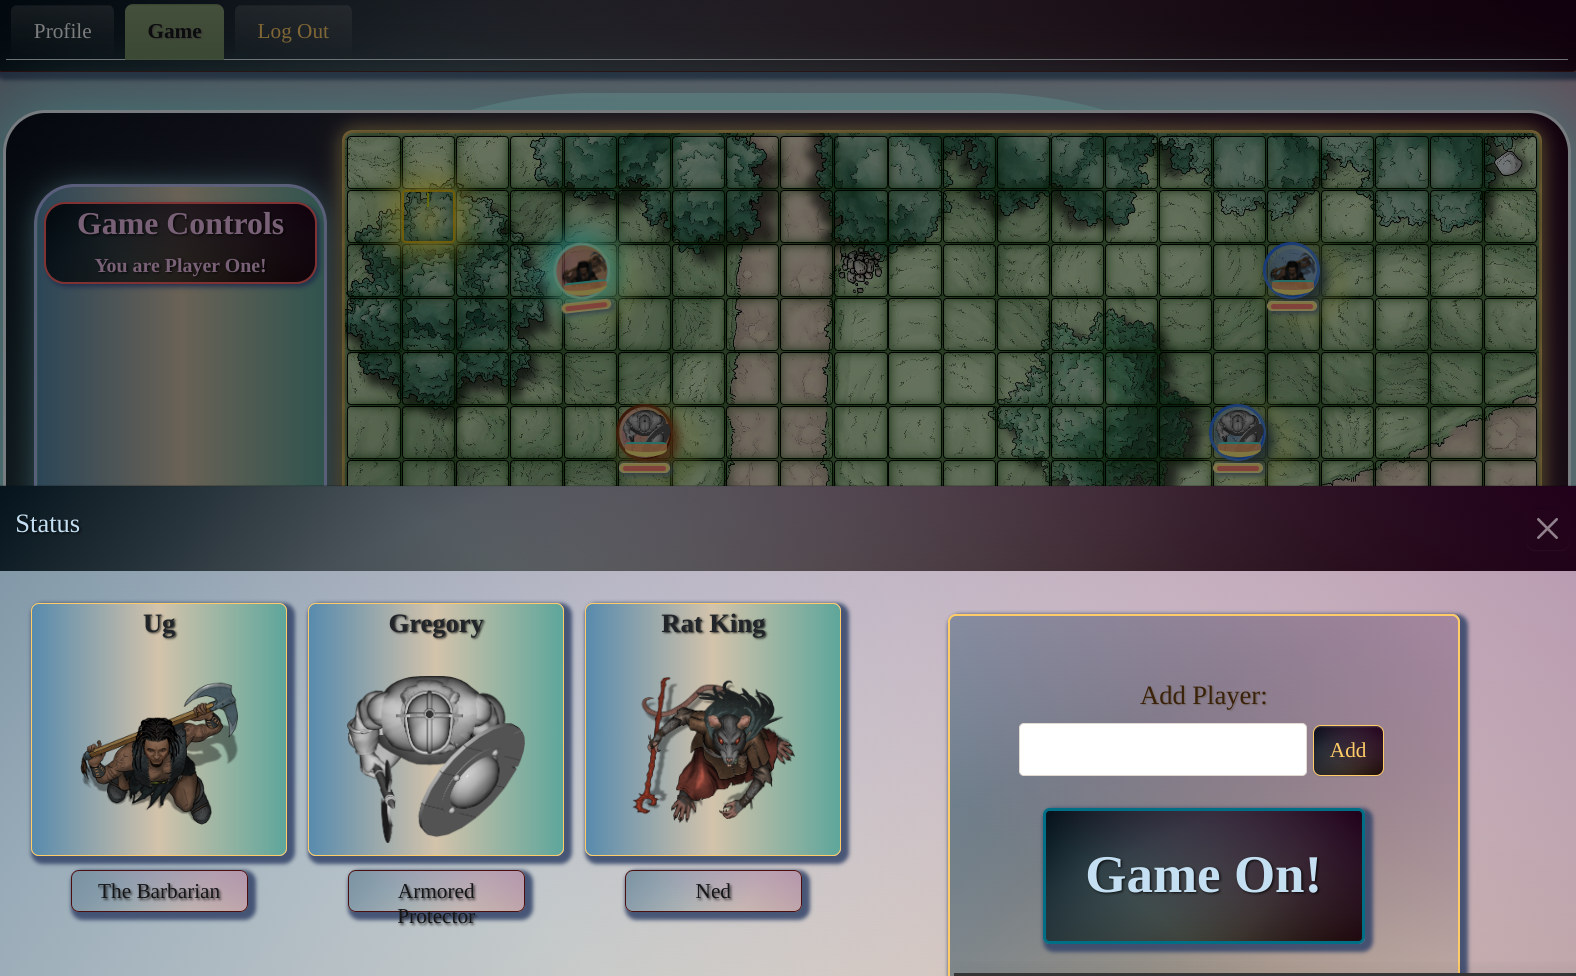 Profile
Game
Log Out
Game Controls
You are Player One!
Status
Ug
Gregory
Rat King
The Barbarian
Armored
Protector
Ned
Add Player:
Add
Game On!